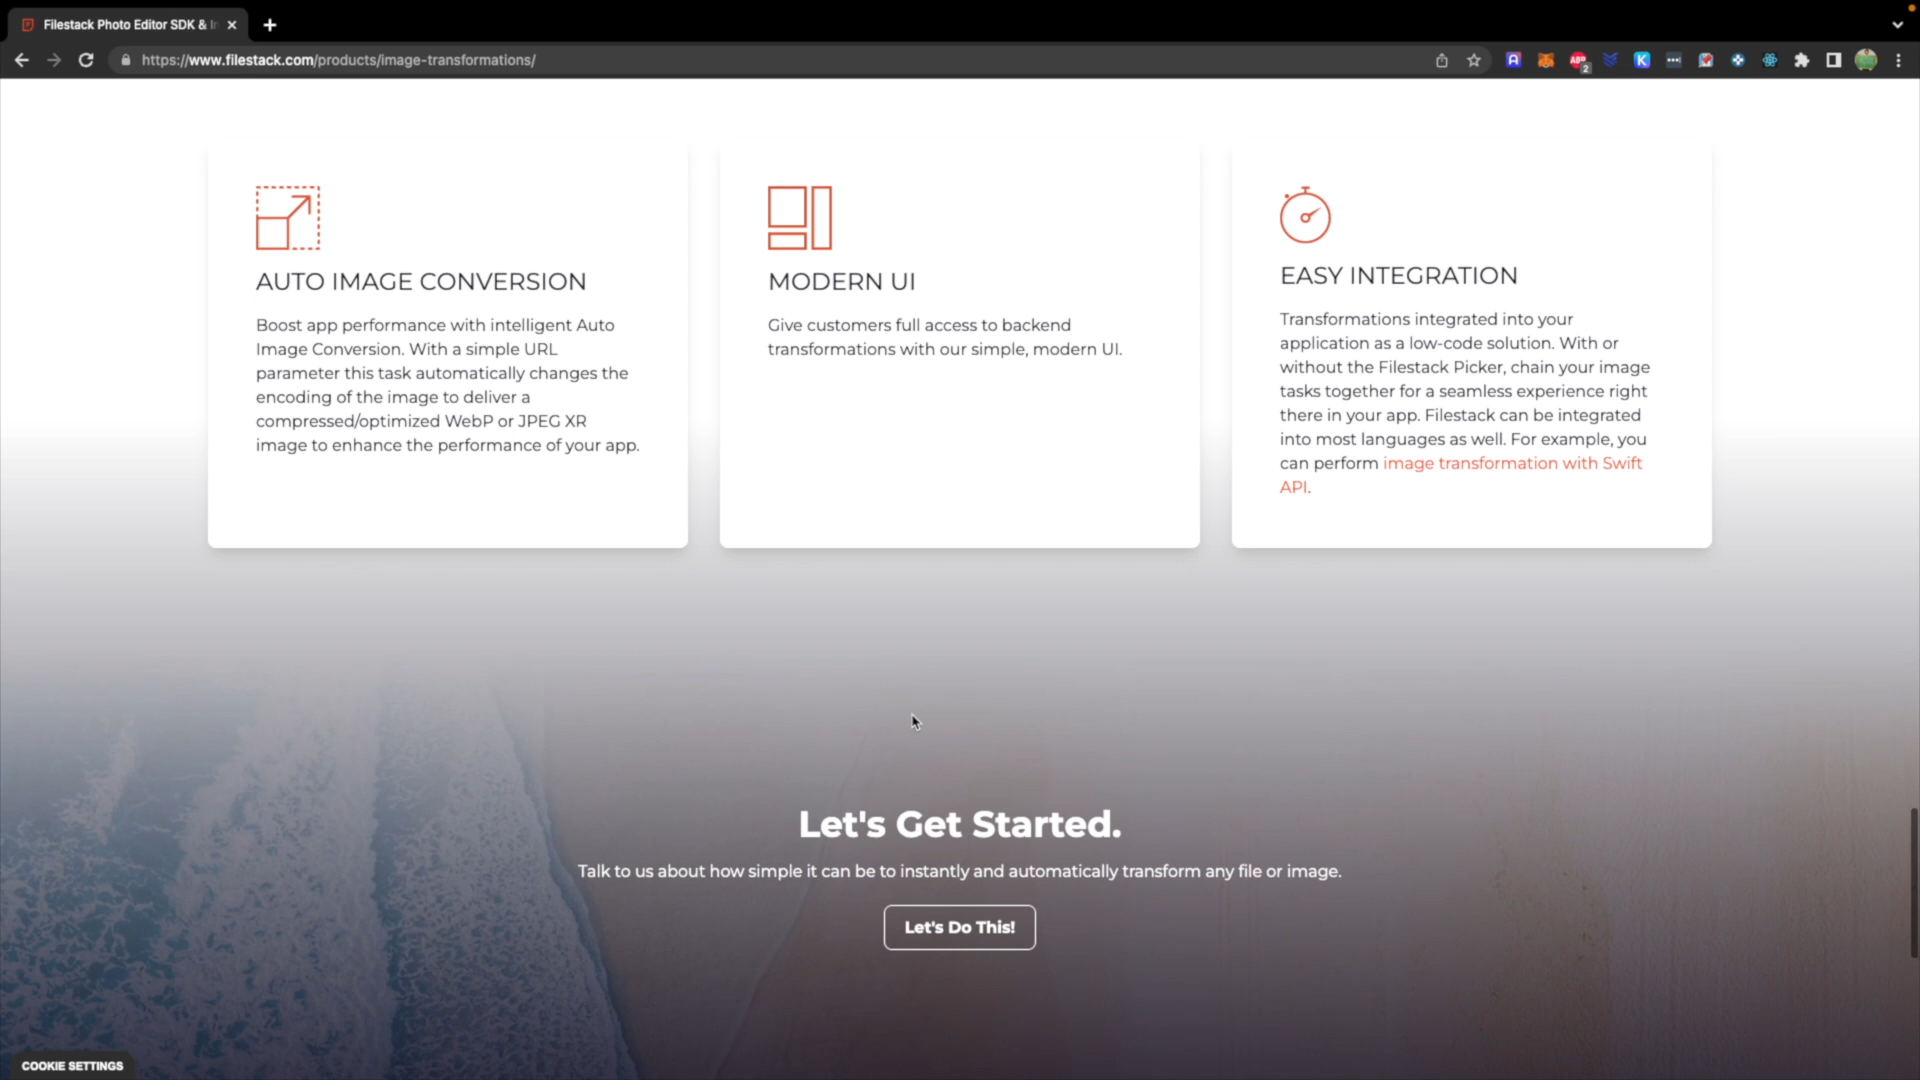 Filestack Photo Editor SDK &
https://www.filestack.com/products/image-transformations/
2
AUTO IMAGE CONVERSION
Boost app performance with intelligent Auto
Image Conversion. With a simple URL
parameter this task automatically changes the
encoding of the image to deliver a
compressed/optimized WebP or JPEG XR
image to enhance the performance of your app.
MODERN UI
Give customers full access to backend
transformations with our simple, modern UI.
EASY INTEGRATION
Transformations integrated into your
application as a low-code solution. With or
without the Filestack Picker, chain your image
tasks together for a seamless experience right
there in your app. Filestack can be integrated
into most languages as well. For example, you
can perform image transformation with Swift
API.
Let's Get Started.
Talk to us about how simple it can be to instantly and automatically transform any file or image.
Let's Do This!
COOKIE SETTINGS